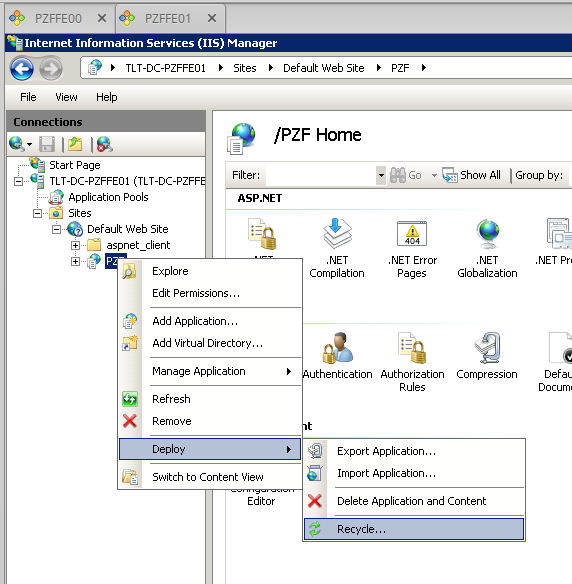 PZFFE00
PZFFE01
Internet Information Services (IIS) Manager
TLT-DC-PZFFE01 Sites Default Web Site PZF
File View Help
Connections
Start Page
TLT-DC-PZFFE01 (TLT-DC-PZFFE
Application Pools
Sites
Default Web Site
aspnet_client
PZF
Explore
Edit Permissions...
Add Application...
Add Virtual Directory...
Manage Application
Refresh
Remove
Deploy
Switch to Content View
Export Application...
Import Application...
Delete Application and Content
Recycle...
/PZF Home
Filter: Go Show All Group by:
ASP.NET
.NET
.NET Compilation
404
.NET Error Pages
.NET Globalization
Authentication
Authorization Rules
Compression
Editor